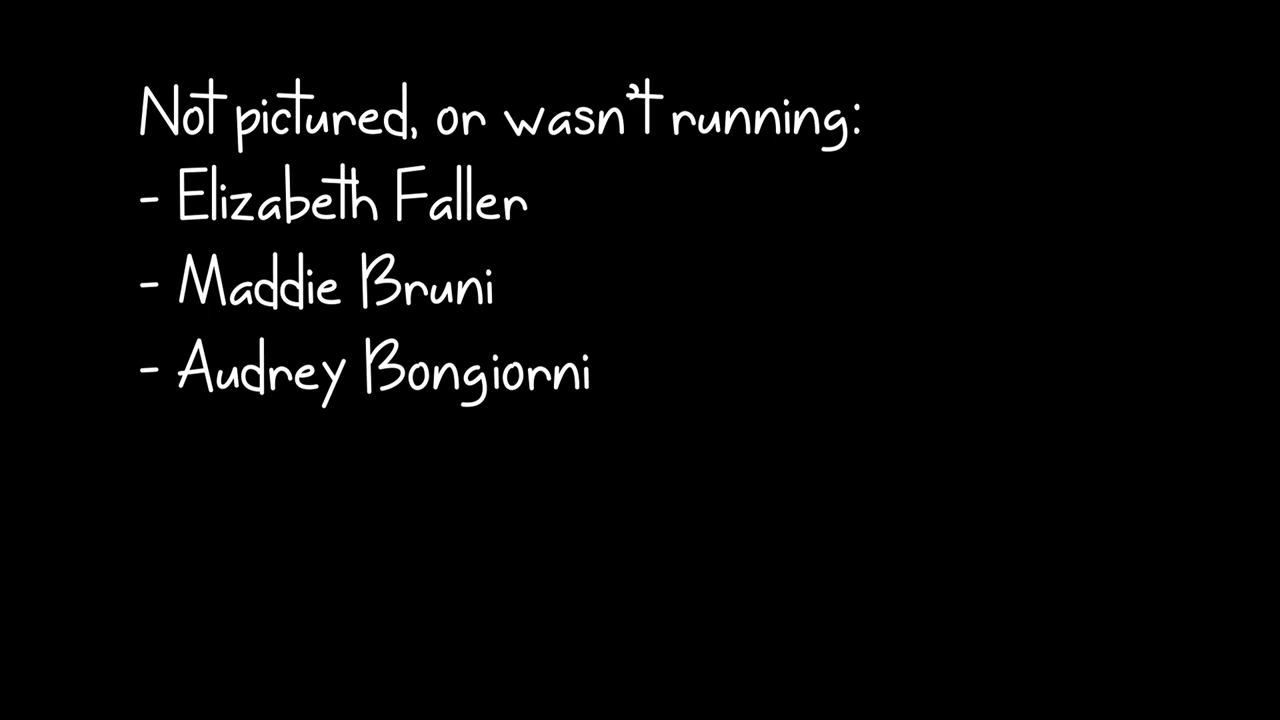 Not pictured, or wasn't running:
- Elizabeth Faller
- Maddie Bruni
- Audrey Bongiorni